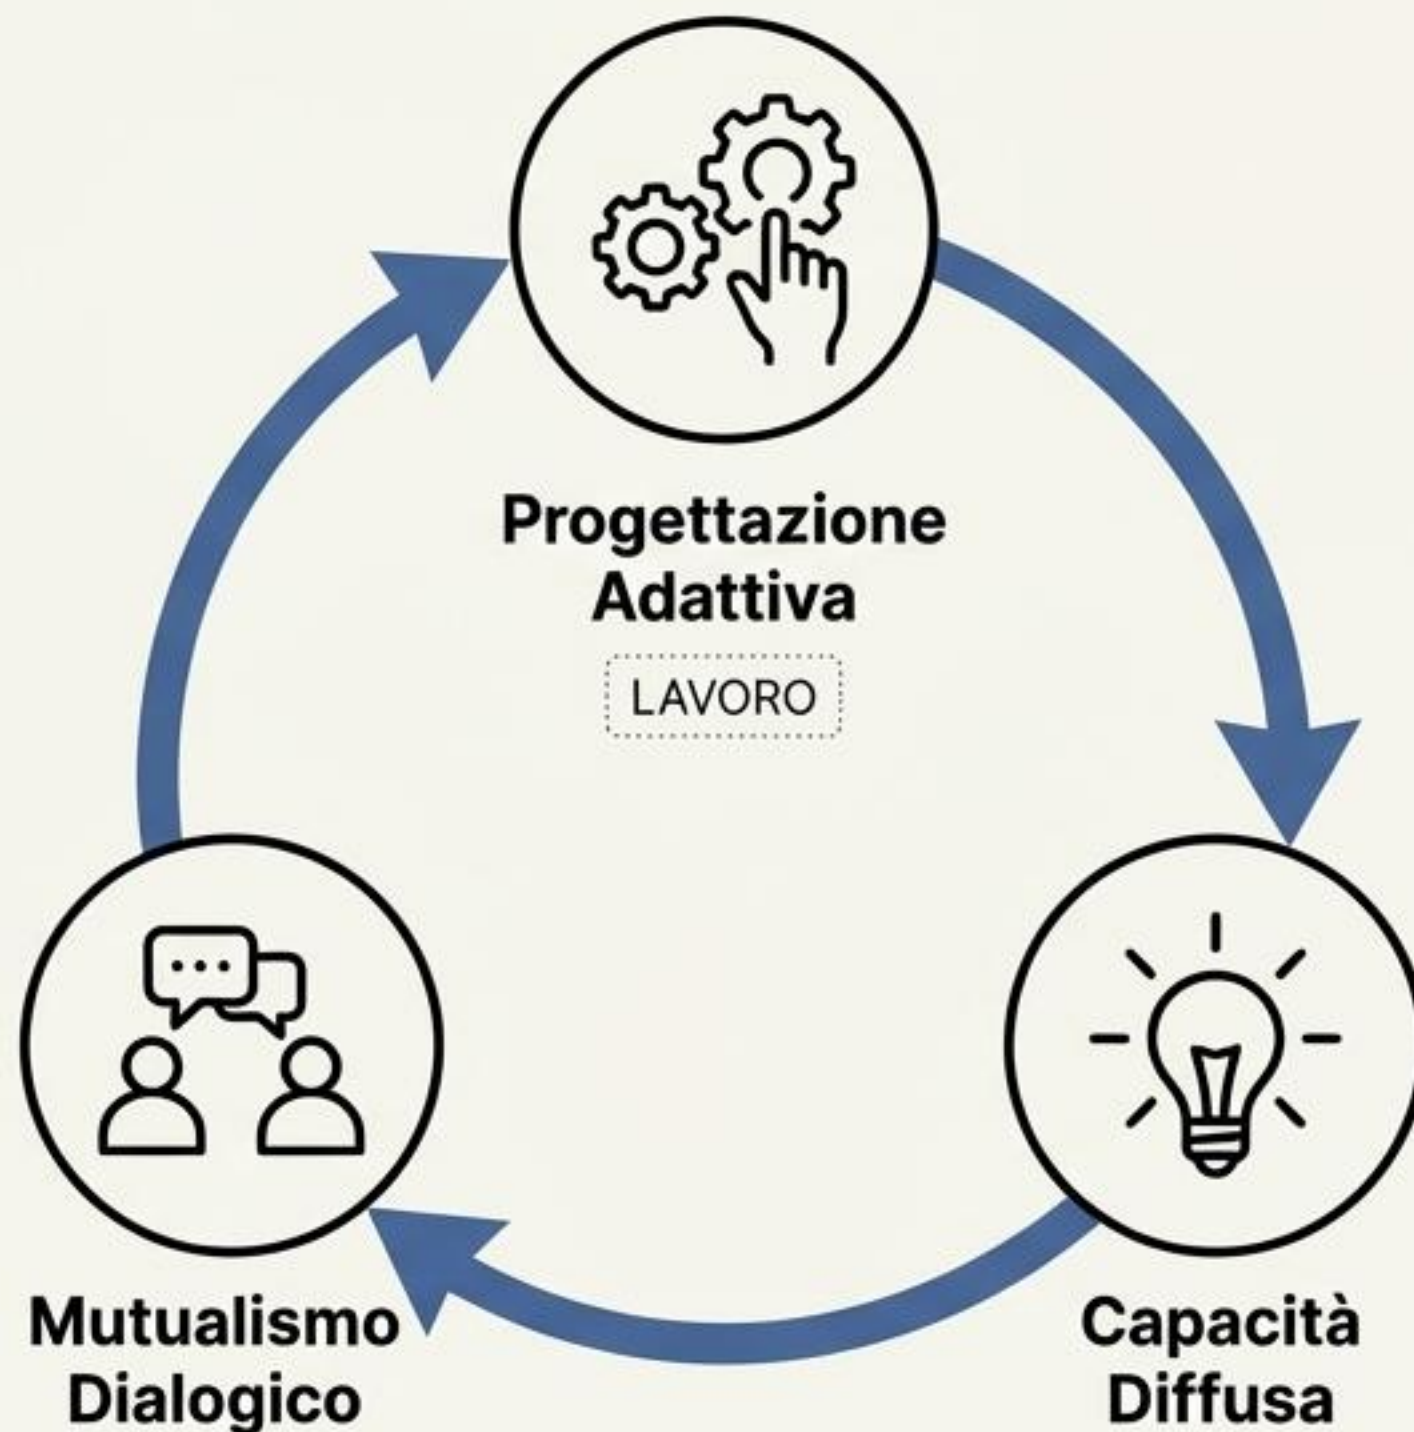 Progettazione
Adattiva
LAVORO
Mutualismo
Dialogico
Capacità
Diffusa